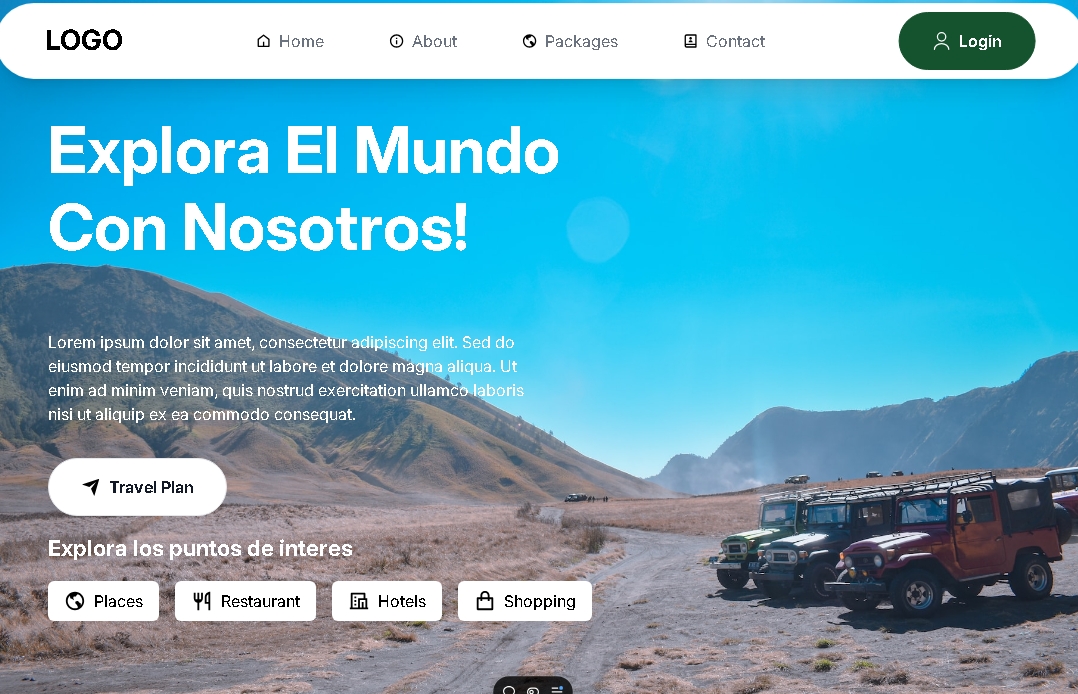 LOGO
Home
About
Packages
Contact
Login
Explora El Mundo
Con Nosotros!
Lorem ipsum dolor sit amet, consectetur adipiscing elit. Sed do
eiusmod tempor incididunt ut labore et dolore magna aliqua. Ut
enim ad minim veniam, quis nostrud exercitation ullamco laboris
nisi ut aliquip ex ea commodo consequat.
Travel Plan
Explora los puntos de interes
Places
Restaurant
Hotels
Shopping